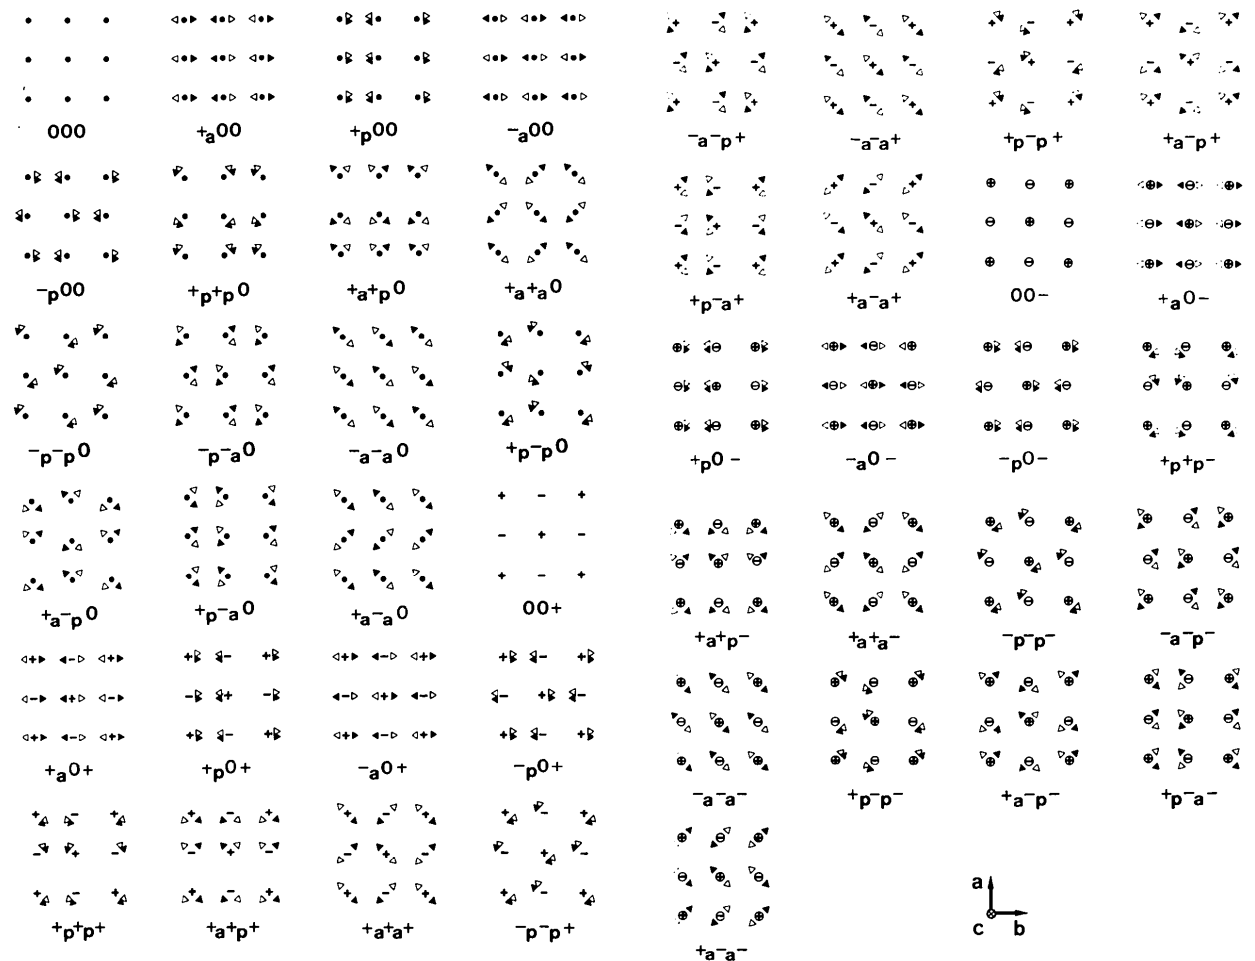 000 +a00 +p00 -a00
-a-p+ -a-a+ +p-p+ +a-p+
-p00 +p+p0 +a+p0 +a+a0
+p-a+ +a-a+ 00- +a0-
-p-p0 -p-a0 -a-a0 +p-p0
+p0- -a0- -p0- +p+p-
+a-p0 +p-a0 +a-a0 00+
+a+p- +a+a- -p-p- -a-p-
+a0+ +p0+ -a0+ -p0+
-a-a- +p-p- +a-p- +p-a-
+p+p+ +a+p+ +a+a+ -p-p+
+a-a-
a
c b